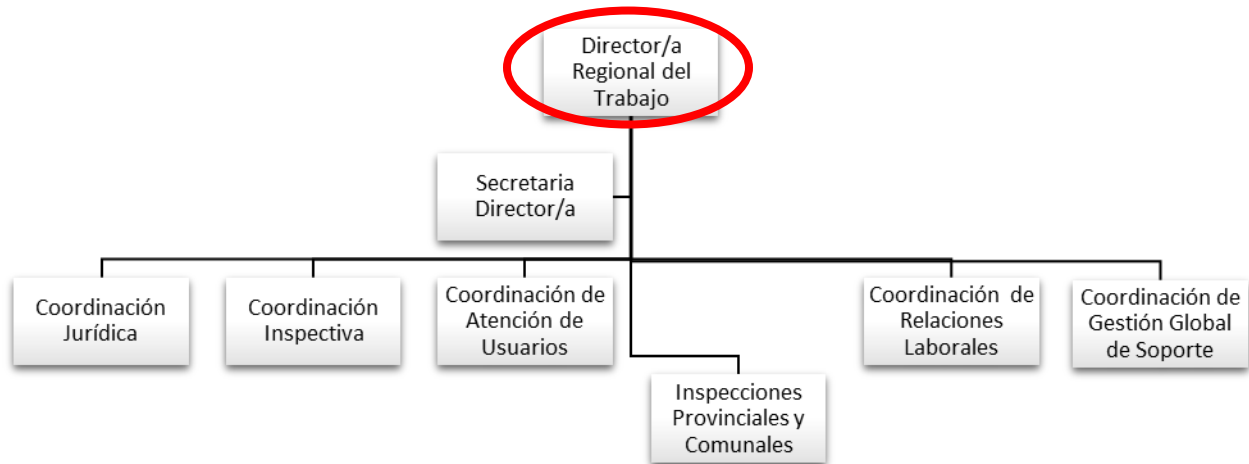 Director/a
Regional del
Trabajo
Secretaria
Director/a
Coordinación
Jurídica
Coordinación
Inspectiva
Coordinación de
Atención de
Usuarios
Coordinación de
Relaciones
Laborales
Coordinación de
Gestión Global
de Soporte
Inspecciones
Provinciales y
Comunales